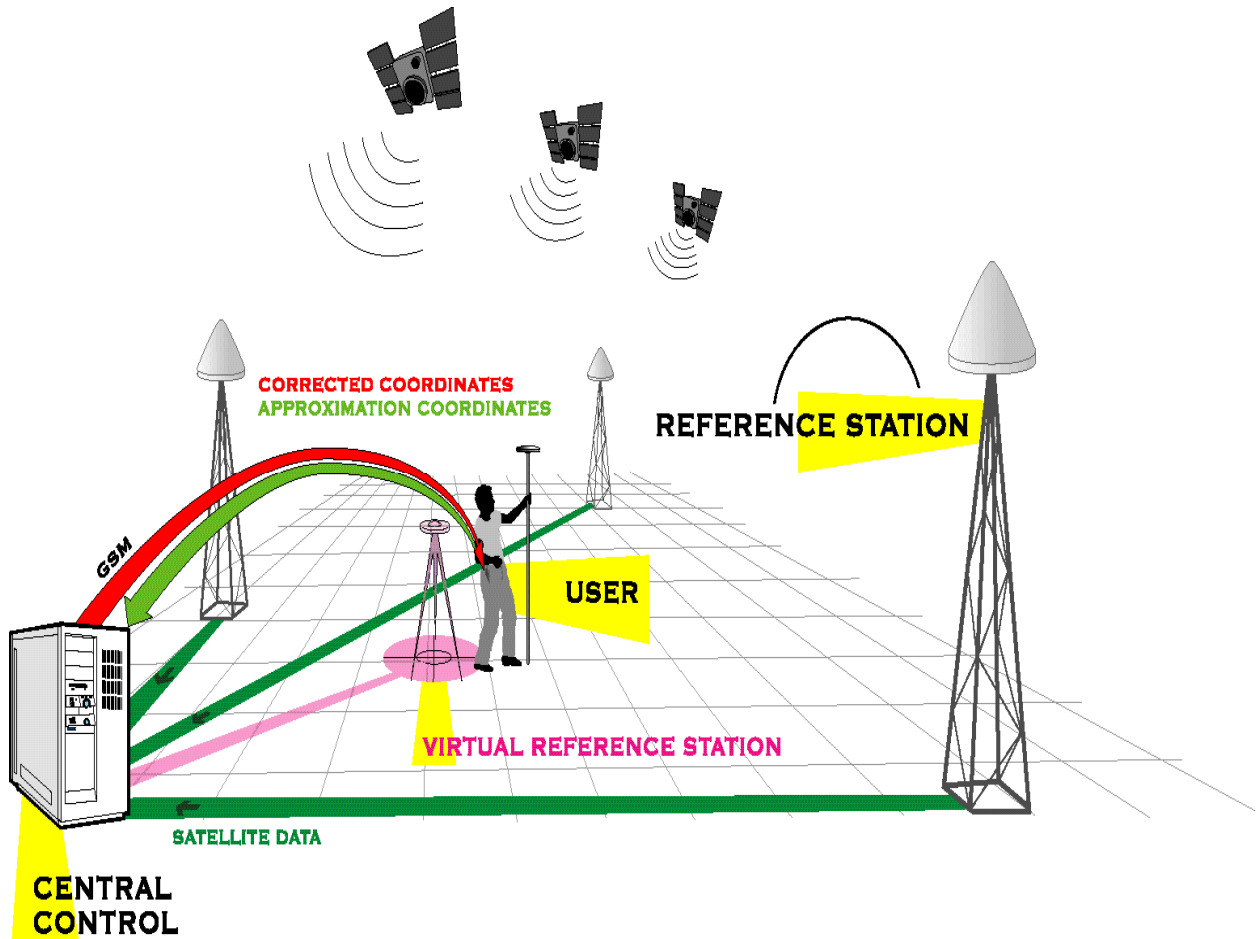 CORRECTED COORDINATES
APPROXIMATION COORDINATES
REFERENCE STATION
GSM
USER
VIRTUAL REFERENCE STATION
SATELLITE DATA
CENTRAL
CONTROL